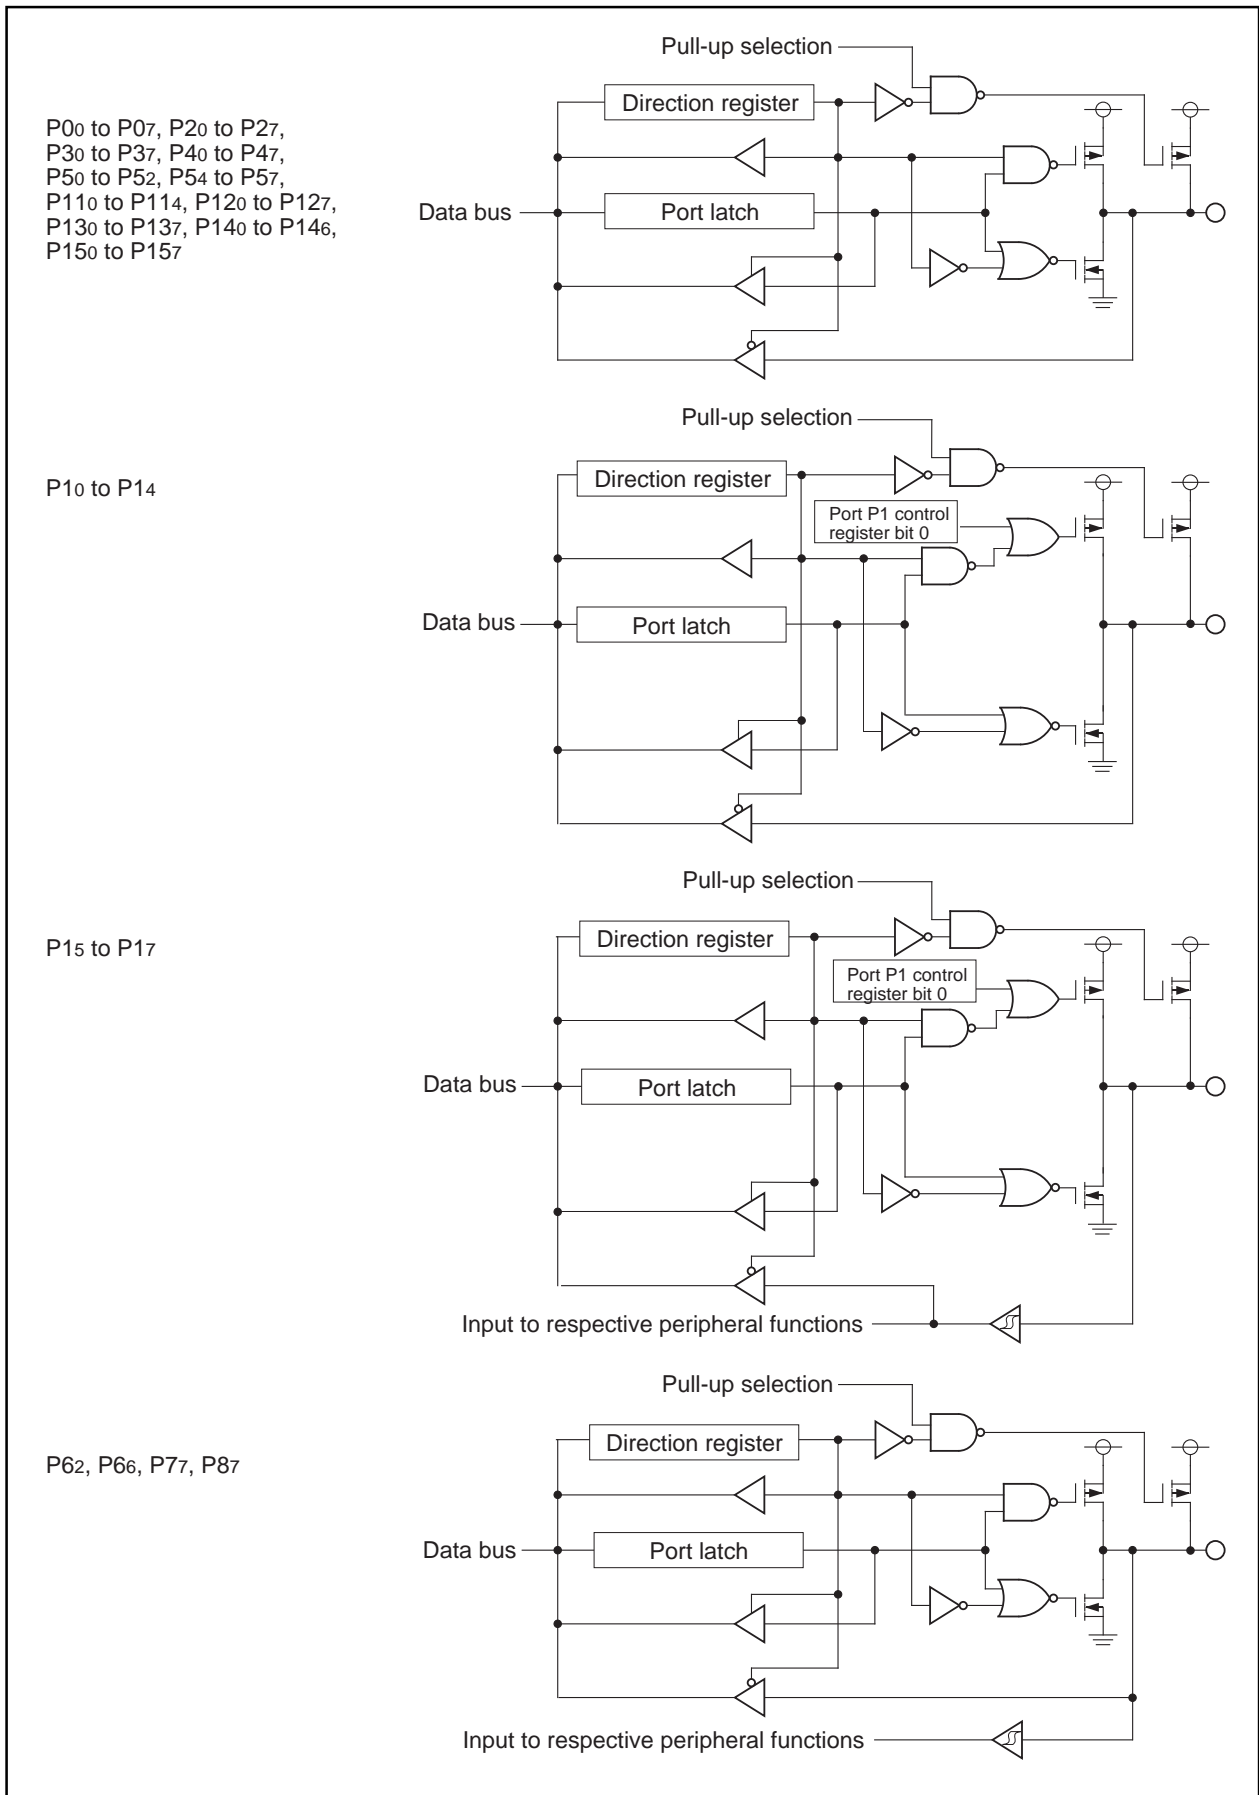 Pull-up selection
Direction register
P00 to P07, P20 to P27,
P30 to P37, P40 to P47,
P50 to P52, P54 to P57,
P110 to P114, P120 to P127,
P130 to P137, P140 to P146,
P150 to P157
Data bus
Port latch
Pull-up selection
P10 to P14
Direction register
Port P1 control
register bit 0
Data bus
Port latch
Pull-up selection
P15 to P17
Direction register
Port P1 control
register bit 0
Data bus
Port latch
Input to respective peripheral functions
Pull-up selection
P62, P66, P77, P87
Direction register
Data bus
Port latch
Input to respective peripheral functions